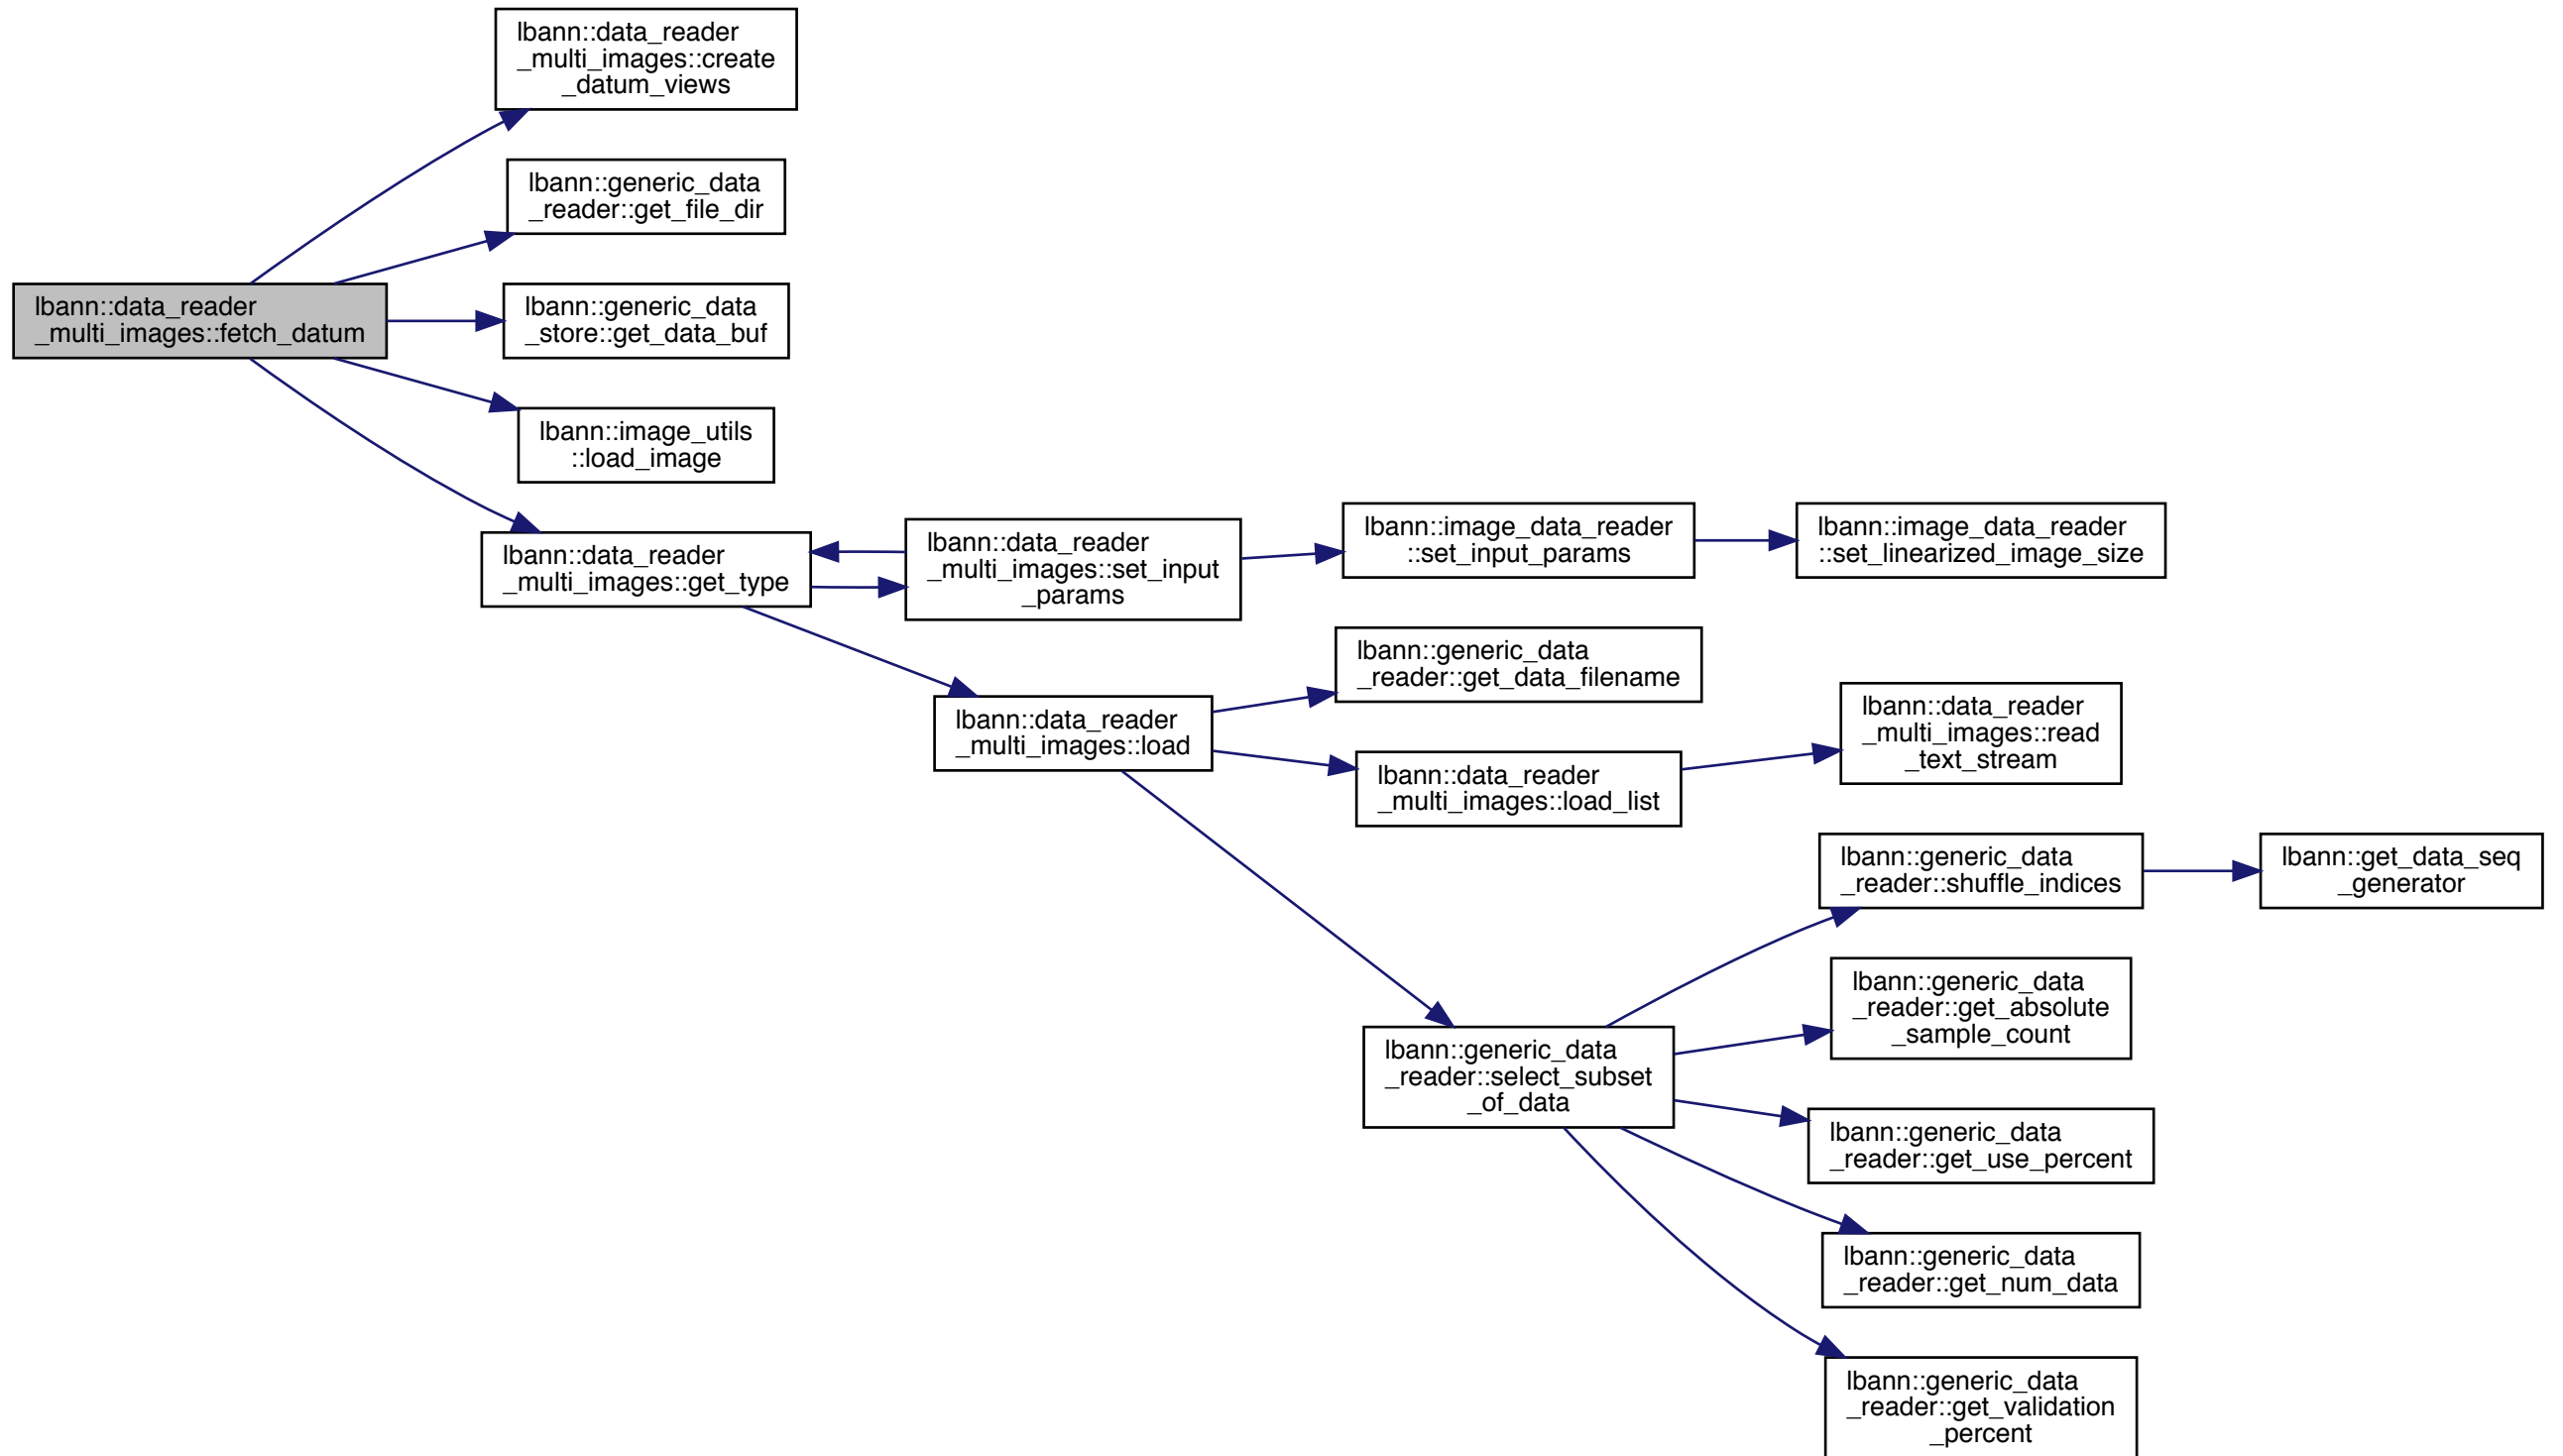 lbann::data_reader
_multi_images::create
_datum_views
lbann::generic_data
_reader::get_file_dir
lbann::data_reader
_multi_images::fetch_datum
lbann::generic_data
_store::get_data_buf
lbann::image_utils
::load_image
lbann::data_reader
_multi_images::get_type
lbann::data_reader
_multi_images::set_input
_params
lbann::image_data_reader
::set_input_params
lbann::image_data_reader
::set_linearized_image_size
lbann::generic_data
_reader::get_data_filename
lbann::data_reader
_multi_images::load
lbann::data_reader
_multi_images::load_list
lbann::data_reader
_multi_images::read
_text_stream
lbann::generic_data
_reader::shuffle_indices
lbann::get_data_seq
_generator
lbann::generic_data
_reader::get_absolute
_sample_count
lbann::generic_data
_reader::select_subset
_of_data
lbann::generic_data
_reader::get_use_percent
lbann::generic_data
_reader::get_num_data
lbann::generic_data
_reader::get_validation
_percent